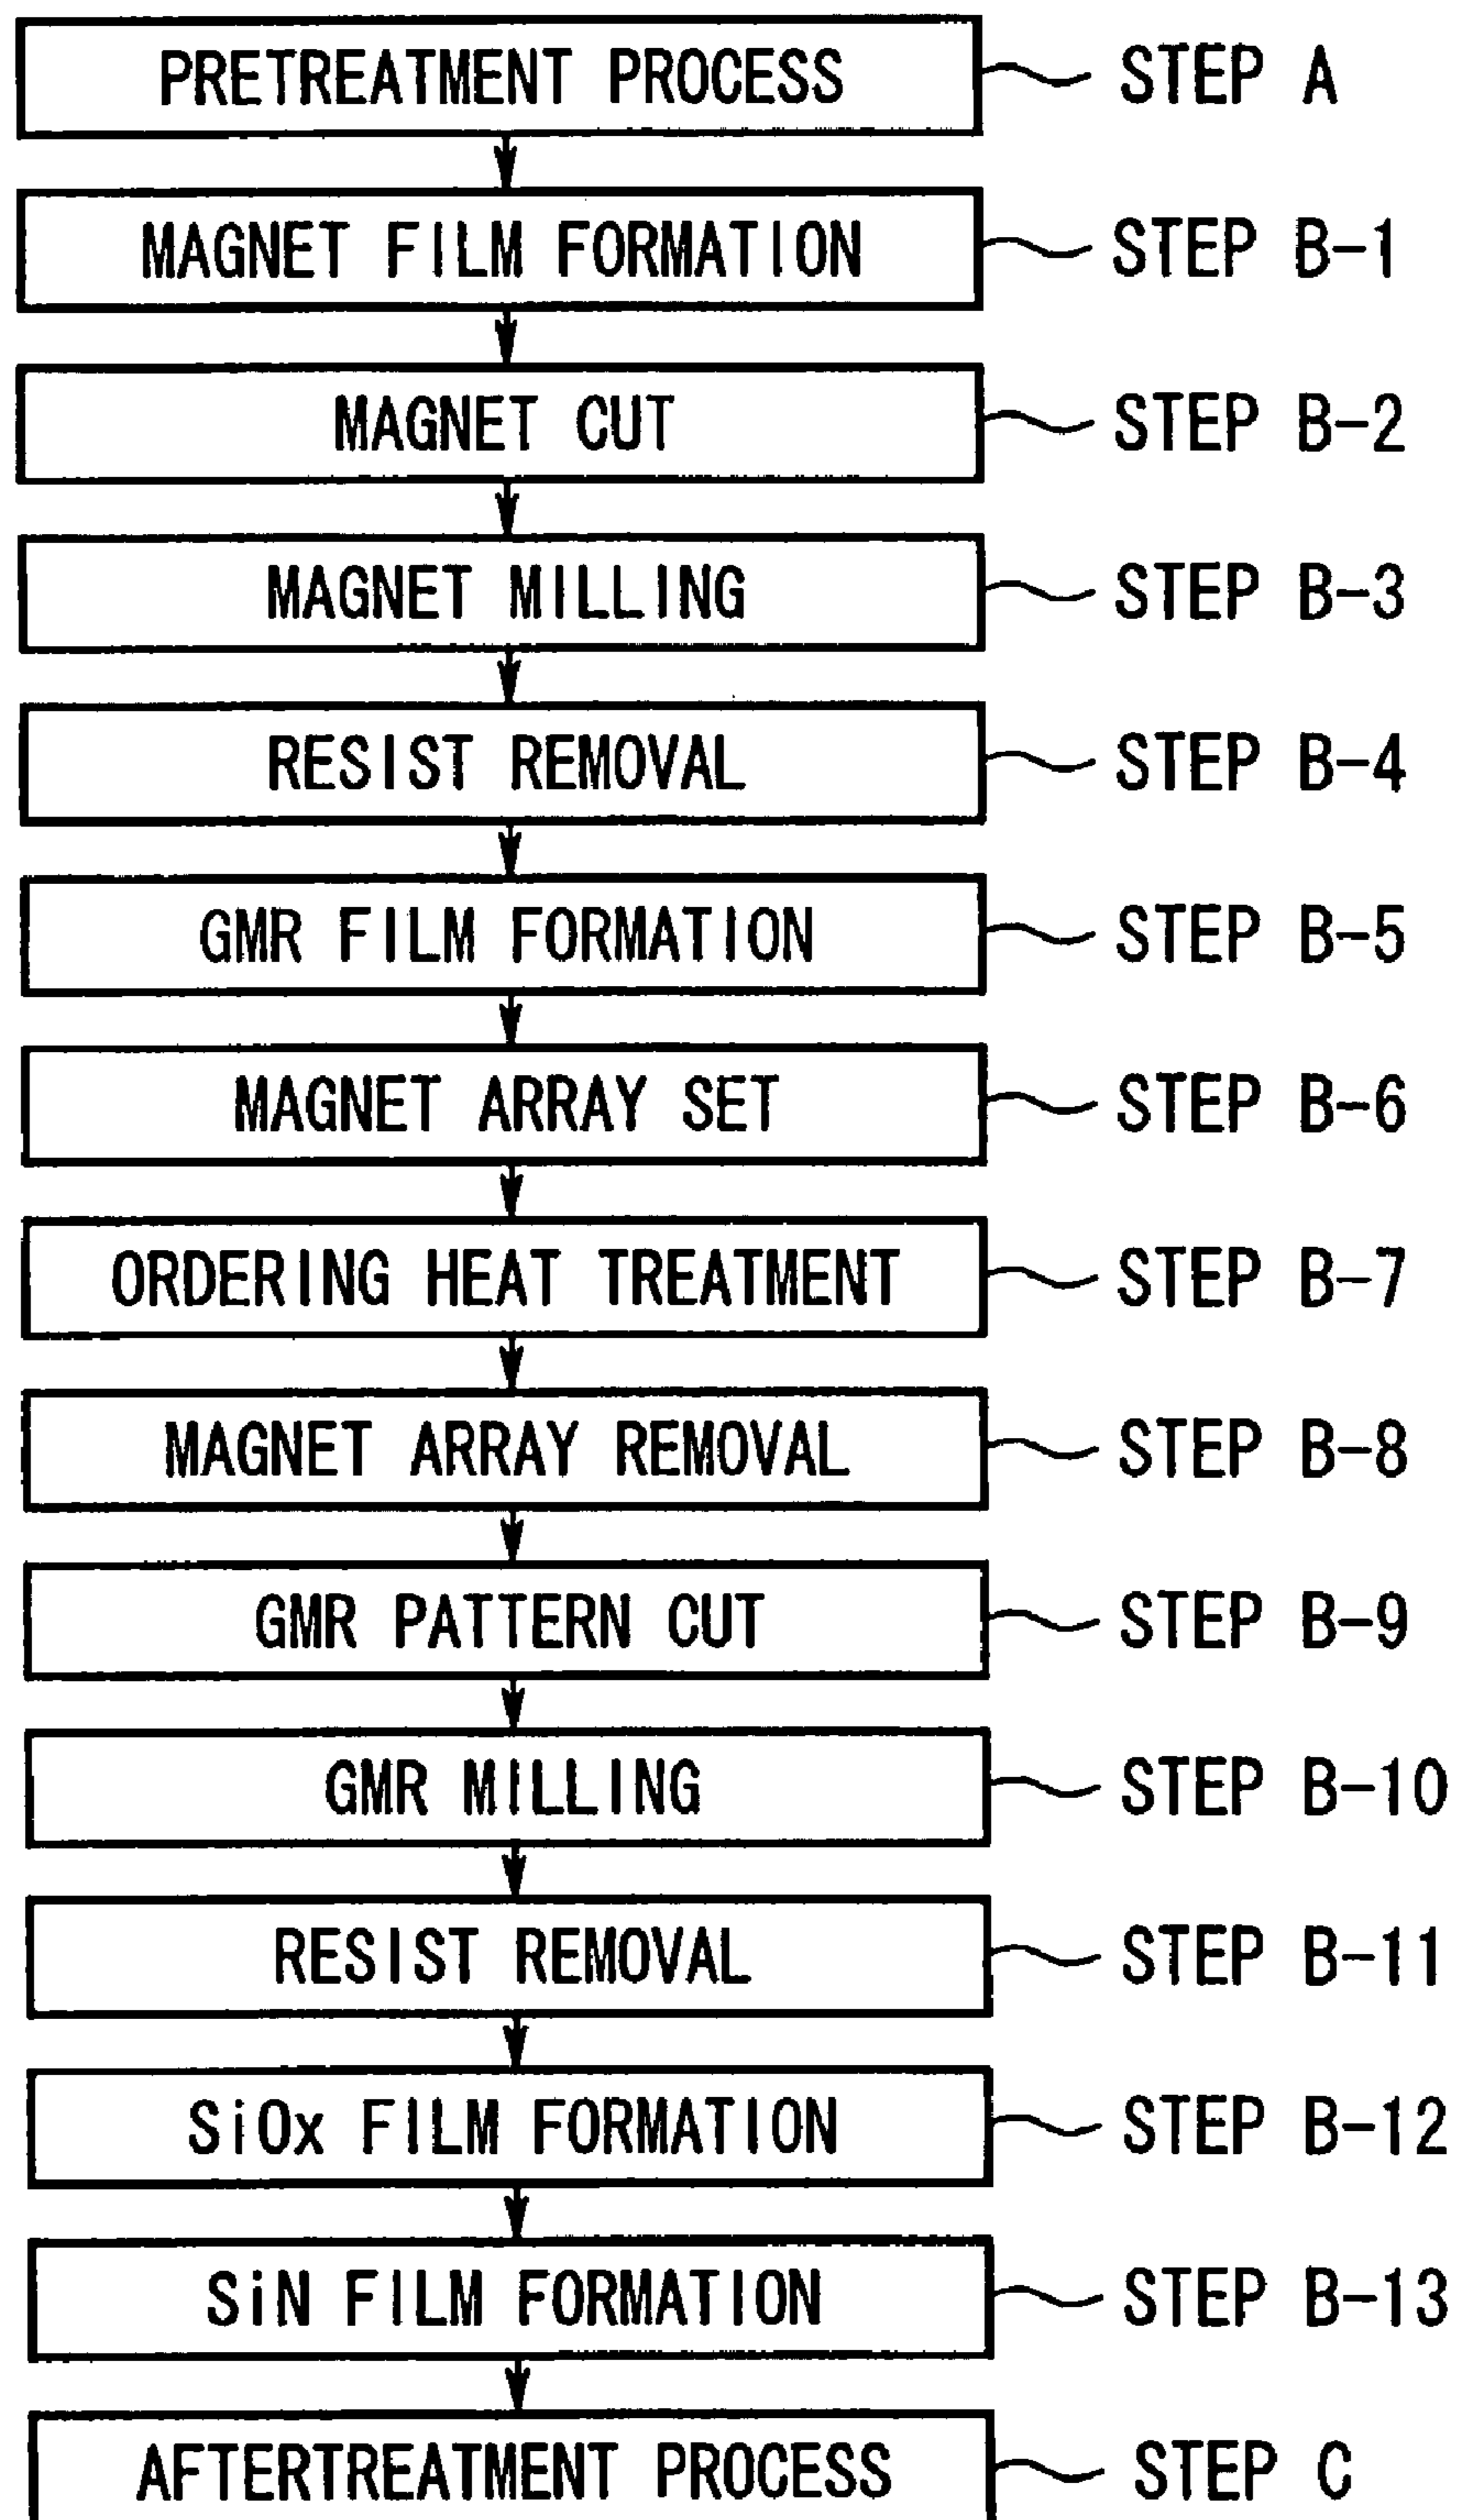 PRETREATMENT PROCESS STEP A
MAGNET FILM FORMATION STEP B-1
MAGNET CUT STEP B-2
MAGNET MILLING STEP B-3
RESIST REMOVAL STEP B-4
GMR FILM FORMATION STEP B-5
MAGNET ARRAY SET STEP B-6
ORDERING HEAT TREATMENT STEP B-7
MAGNET ARRAY REMOVAL STEP B-8
GMR PATTERN CUT STEP B-9
GMR MILLING STEP B-10
RESIST REMOVAL STEP B-11
SiOx FILM FORMATION STEP B-12
SiN FILM FORMATION STEP B-13
AFTERTREATMENT PROCESS STEP C